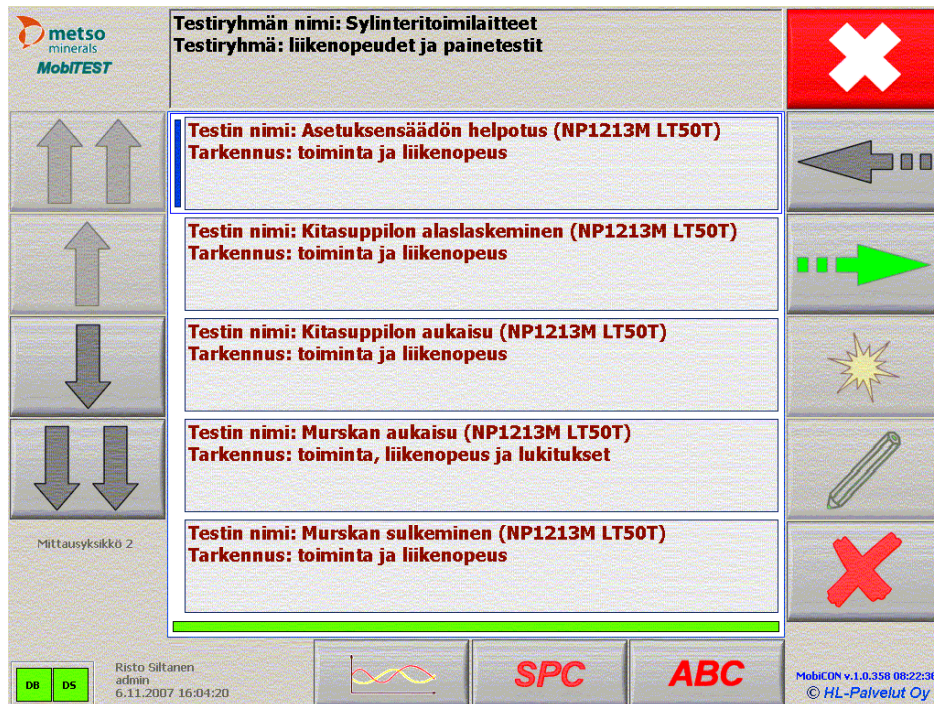 metso
minerals
MobiTEST
Testiryhmän nimi: Sylinteritoimilaitteet
Testiryhmä: liikenopeudet ja painetestit
Testin nimi: Asetuksensäädön helpotus (NP1213M LT50T)
Tarkennus: toiminta ja liikenopeus
Testin nimi: Kitasuppilon alaslaskeminen (NP1213M LT50T)
Tarkennus: toiminta ja liikenopeus
Testin nimi: Kitasuppilon aukaisu (NP1213M LT50T)
Tarkennus: toiminta ja liikenopeus
Testin nimi: Murskan aukaisu (NP1213M LT50T)
Tarkennus: toiminta, liikenopeus ja lukitukset
Testin nimi: Murskan sulkeminen (NP1213M LT50T)
Tarkennus: toiminta ja liikenopeus
Mittausyksikkö 2
DB DS
Risto Siltanen
admin
6.11.2007 16:04:20
SPC
ABC
MobiCON v.1.0.358 08:22:36
© HL-Palvelut Oy